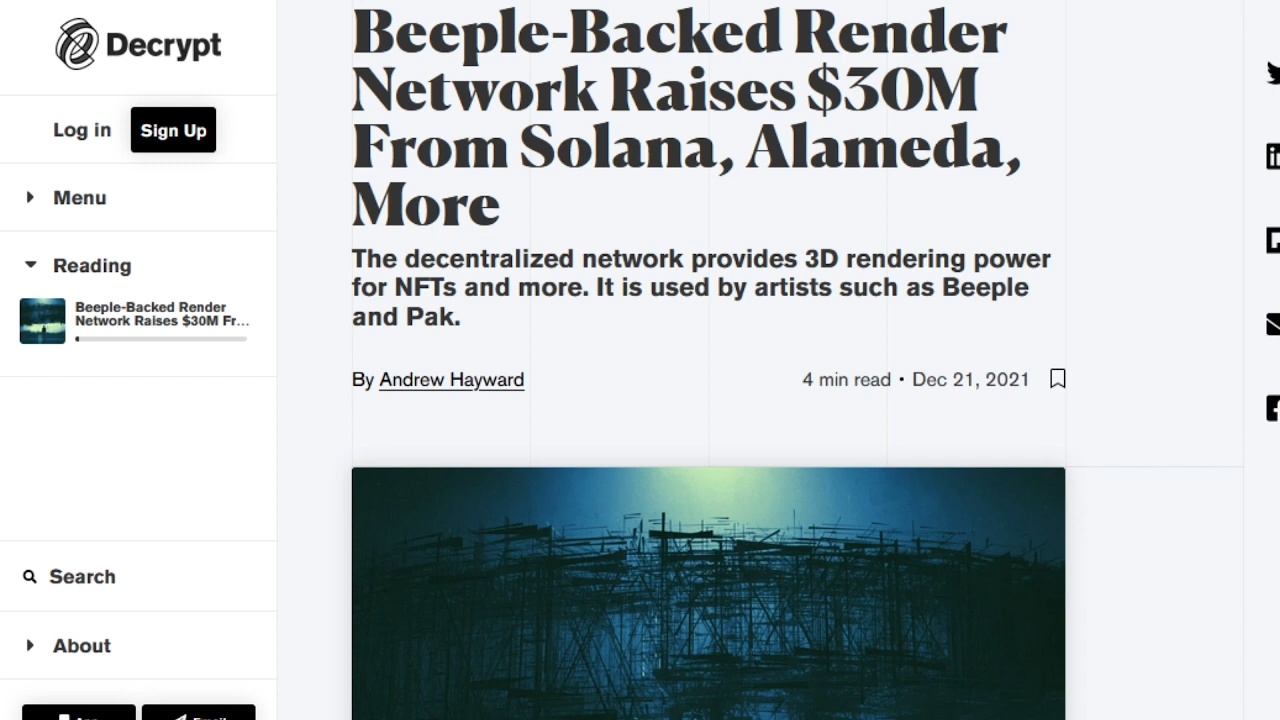 Decrypt
Log in
Sign Up
Menu
Reading
Beeple-Backed Render
Network Raises $30M Fr...
Search
About
Beeple-Backed Render
Network Raises $30M
From Solana, Alameda,
More
The decentralized network provides 3D rendering power
for NFTs and more. It is used by artists such as Beeple
and Pak.
By Andrew Hayward
4 min read • Dec 21, 2021